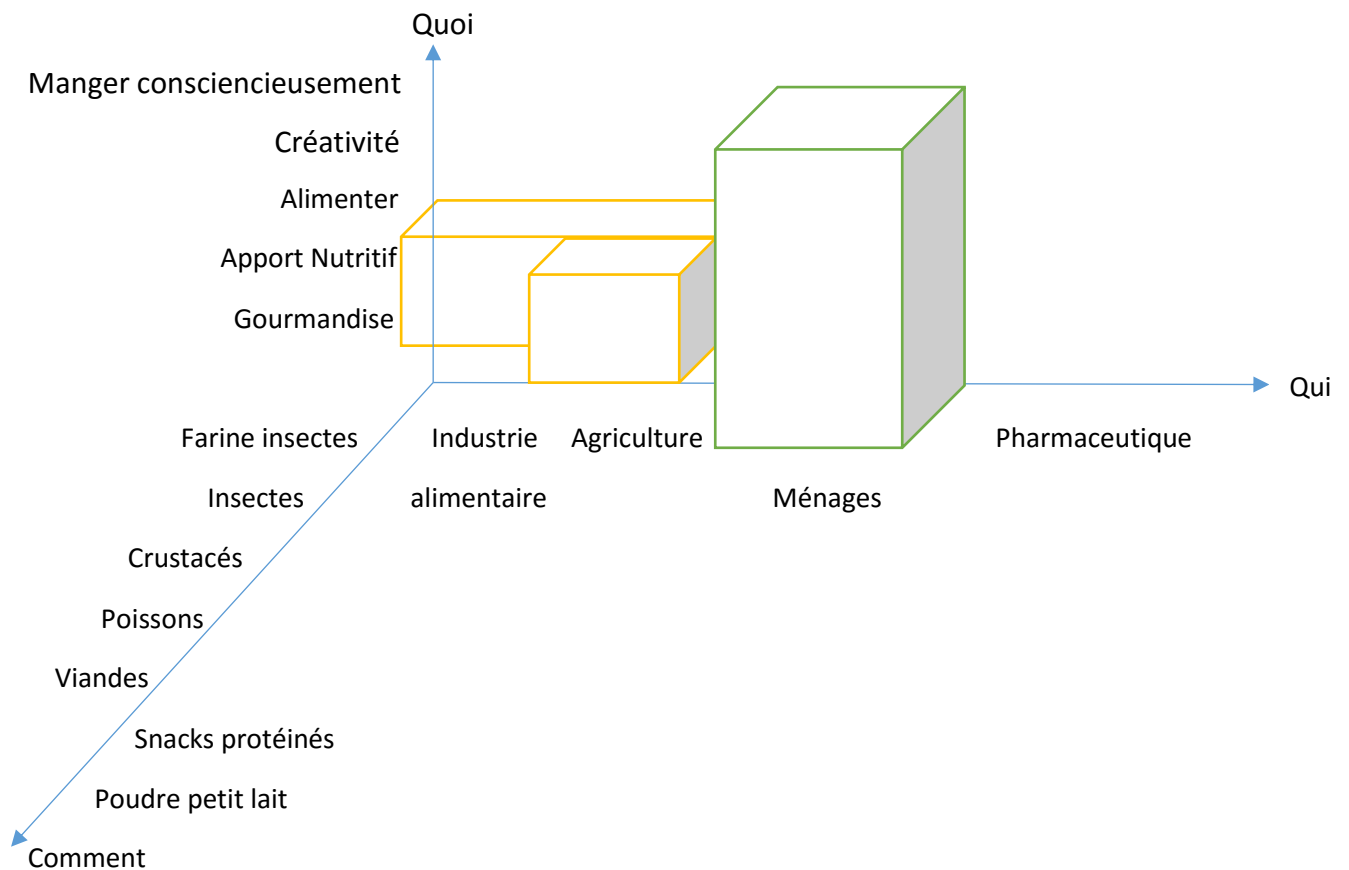 Quoi
Manger consciencieusement
Créativité
Alimenter
Apport Nutritif
Gourmandise
Qui
Farine insectes
Industrie
Agriculture
Pharmaceutique
Insectes
alimentaire
Ménages
Crustacés
Poissons
Viandes
Snacks protéinés
Poudre petit lait
Comment